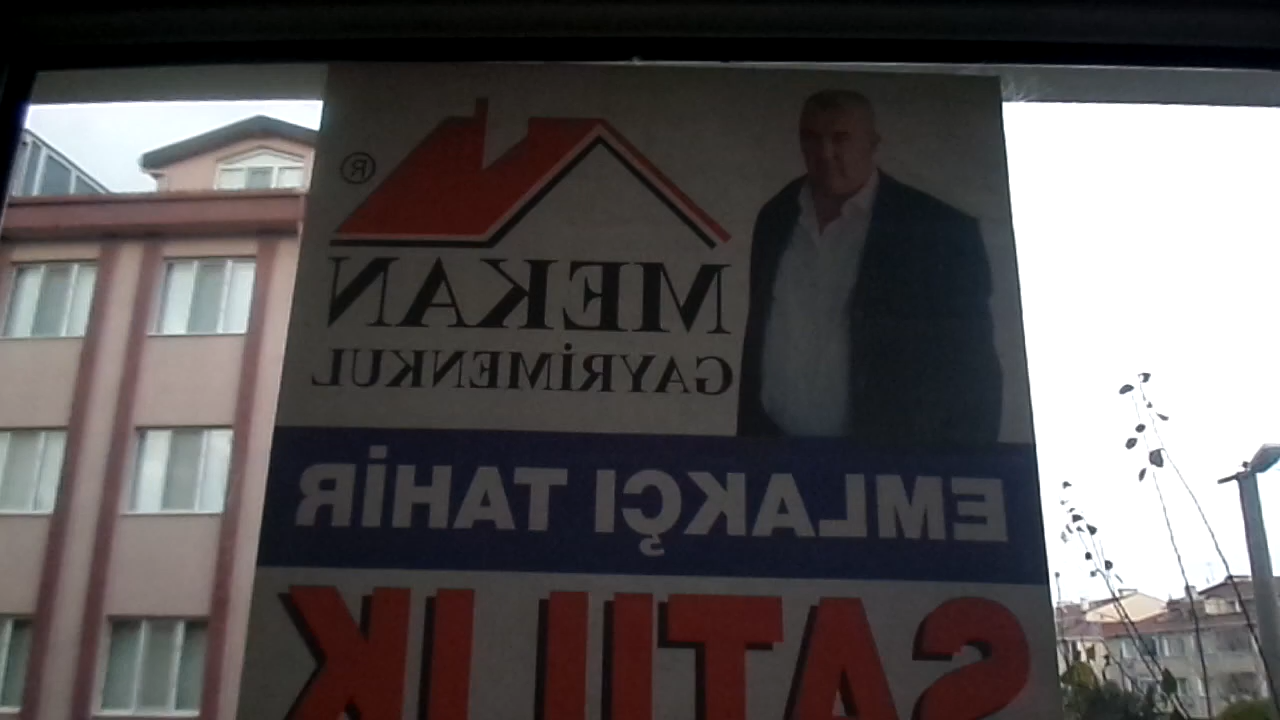 ®
MEKAN
GAYRİMENKUL
EMLAKÇI TAHİR
SATILIK